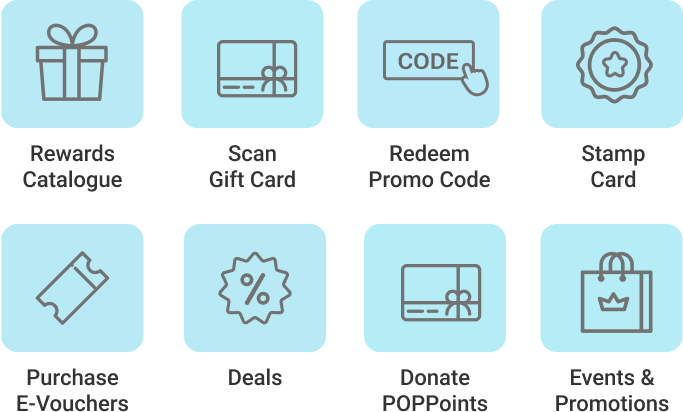 CODE
Rewards
Catalogue
Scan
Gift Card
Redeem
Promo Code
Stamp
Card
%
Purchase
E-Vouchers
Deals
Donate
POPPoints
Events &
Promotions